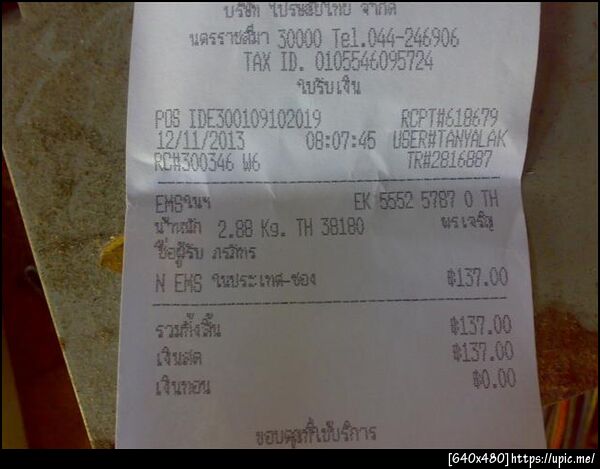 บริษัท ไปรษณีย์ไทย จำกัด
นครราชสีมา 30000 Tel.044-246906
TAX ID. 0105546095724
ใบรับเงิน
POS IDE300109102019 RCPT#618679
12/11/2013 08:07:45 USER#TANYALAK
RC#300346 W6 TR#2816887
EMSในฯ EK 5552 5787 0 TH
น้ำหนัก 2.88 Kg. TH 38180 พรเจริญ
ชื่อผู้รับ ภรภัทร
N EMS ในประเทศ-ซอง ฿137.00
รวมทั้งสิ้น ฿137.00
เงินสด ฿137.00
เงินทอน ฿0.00
ขอบคุณที่ใช้บริการ
[640x480]https://upic.me/